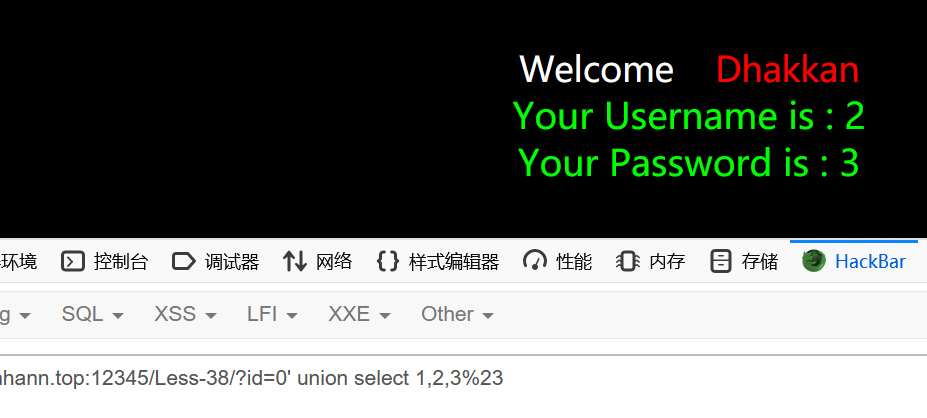 Welcome Dhakkan
Your Username is : 2
Your Password is : 3
环境 控制台 调试器 网络 样式编辑器 性能 内存 存储 HackBar
g SQL XSS LFI XXE Other
hann.top:12345/Less-38/?id=0' union select 1,2,3%23